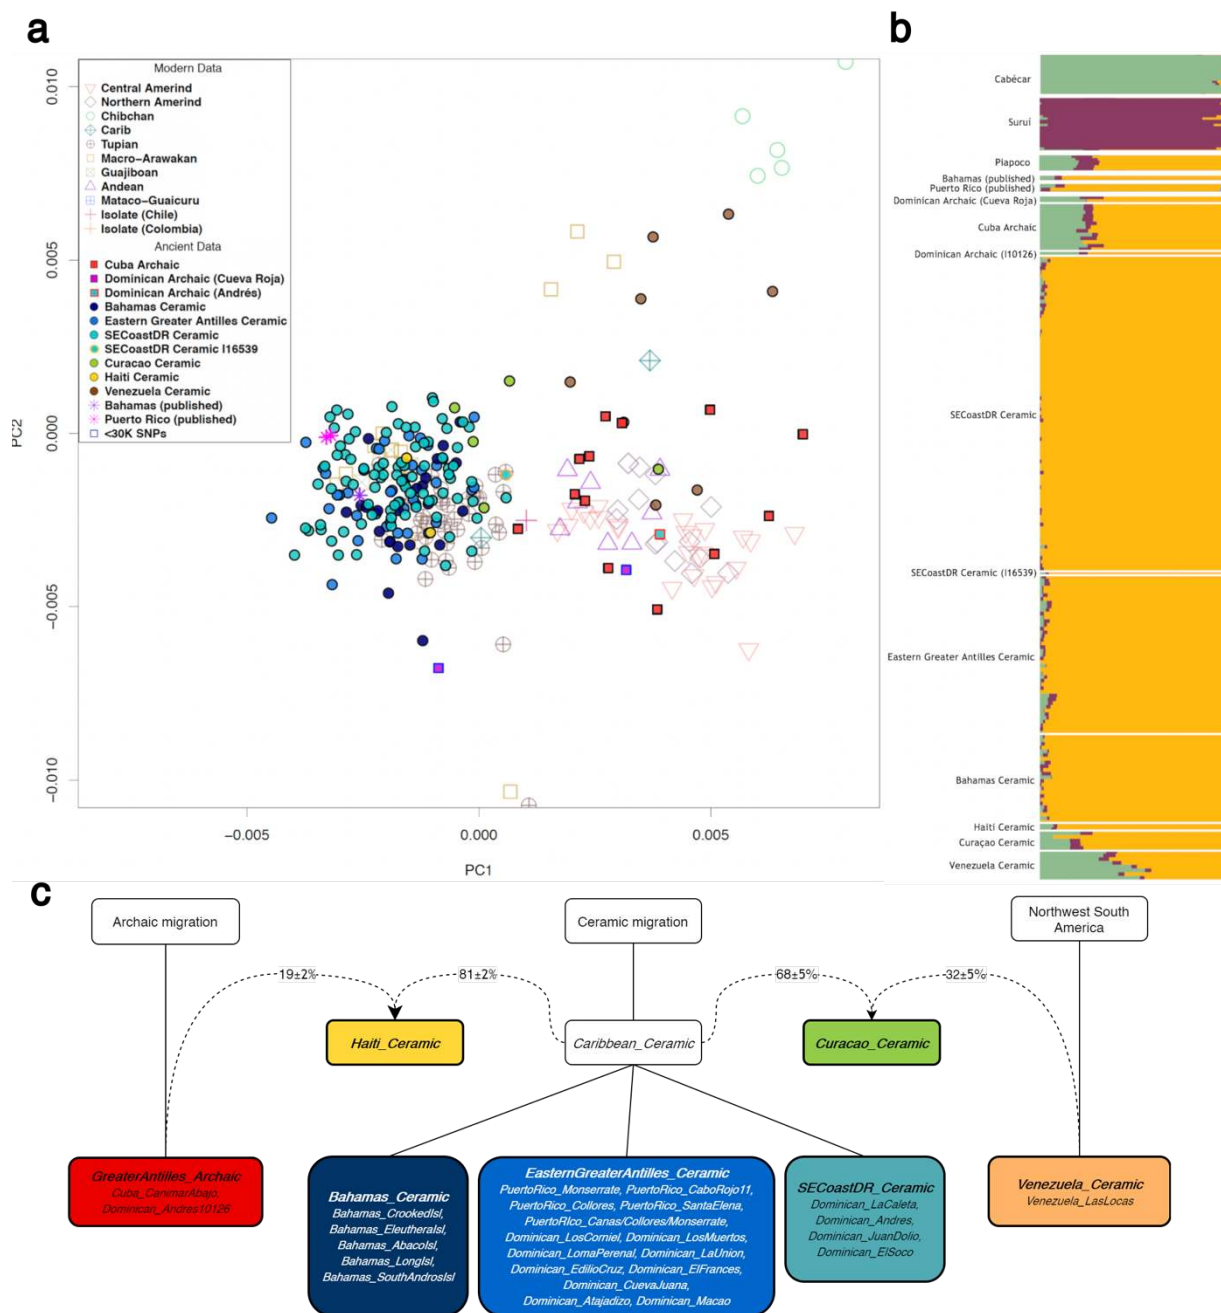 a
b
Modern Data
Central Amerind
Northern Amerind
Chibchan
Carib
Tupian
Macro-Arawakan
Guajiboan
Andean
Mataco-Guaicuru
Isolate (Chile)
Isolate (Colombia)
Ancient Data
Cuba Archaic
Dominican Archaic (Cueva Roja)
Dominican Archaic (Andrés)
Bahamas Ceramic
Eastern Greater Antilles Ceramic
SECoastDR Ceramic
SECoastDR Ceramic I16539
Curacao Ceramic
Haiti Ceramic
Venezuela Ceramic
Bahamas (published)
Puerto Rico (published)
<30K SNPs
0.010
0.005
0.000
−0.005
−0.010
PC2
−0.005
0.000
0.005
PC1
Cabécar
Suruí
Piapoco
Bahamas (published)
Puerto Rico (published)
Dominican Archaic (Cueva Roja)
Cuba Archaic
Dominican Archaic (I10126)
SECoastDR Ceramic
SECoastDR Ceramic (I16539)
Eastern Greater Antilles Ceramic
Bahamas Ceramic
Haití Ceramic
Curaçao Ceramic
Venezuela Ceramic
c
Archaic migration
Ceramic migration
Northwest South
America
19±2%
81±2%
68±5%
32±5%
Haiti_Ceramic
Caribbean_Ceramic
Curacao_Ceramic
GreaterAntilles_Archaic
Cuba_CanimarAbajo,
Dominican_Andres10126
Bahamas_Ceramic
Bahamas_CrookedIsl,
Bahamas_EleutheraIsl,
Bahamas_AbacoIsl,
Bahamas_LongIsl,
Bahamas_SouthAndrosIsl
EasternGreaterAntilles_Ceramic
PuertoRico_Monserrate, PuertoRico_CaboRojo11,
PuertoRico_Collores, PuertoRico_SantaElena,
PuertoRIco_Canas/Collores/Monserrate,
Dominican_LosCorniel, Dominican_LosMuertos,
Dominican_LomaPerenal, Dominican_LaUnion,
Dominican_EdilioCruz, Dominican_ElFrances,
Dominican_CuevaJuana,
Dominican_Atajadizo, Dominican_Macao
SECoastDR_Ceramic
Dominican_LaCaleta,
Dominican_Andres,
Dominican_JuanDolio,
Dominican_ElSoco
Venezuela_Ceramic
Venezuela_LasLocas